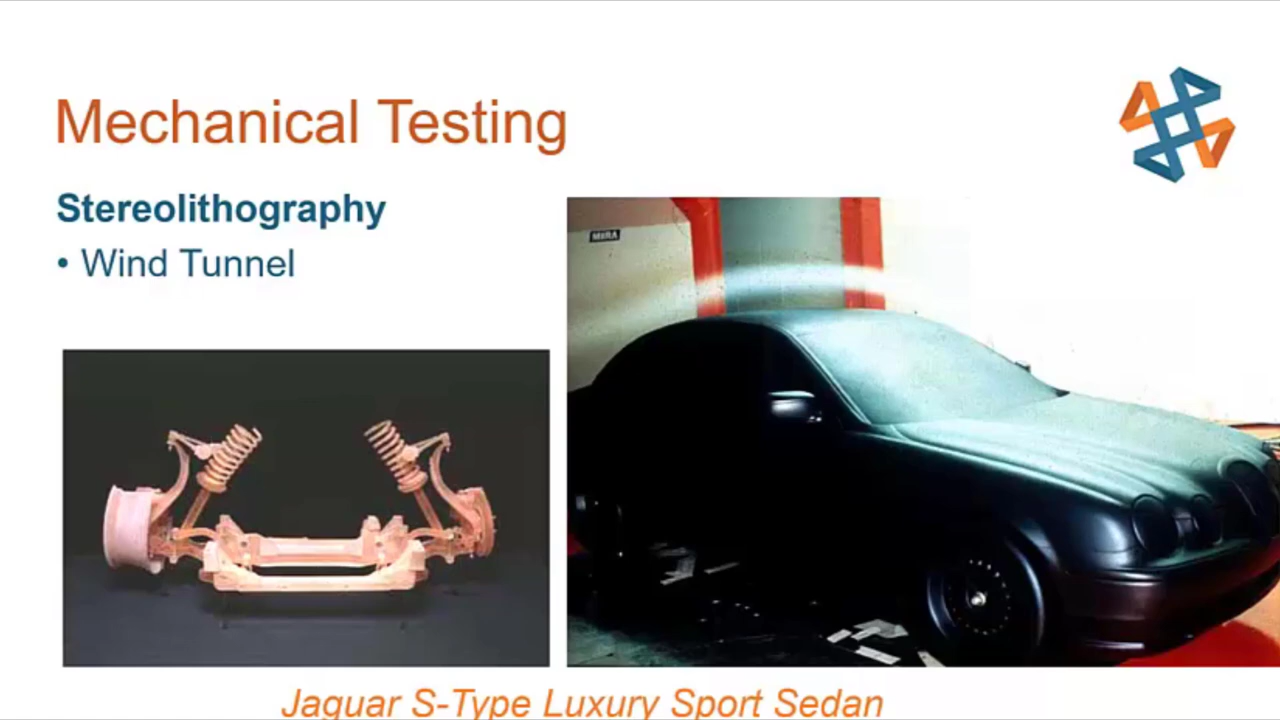 Mechanical Testing
Stereolithography
• Wind Tunnel
MIRA
Jaguar S-Type Luxury Sport Sedan